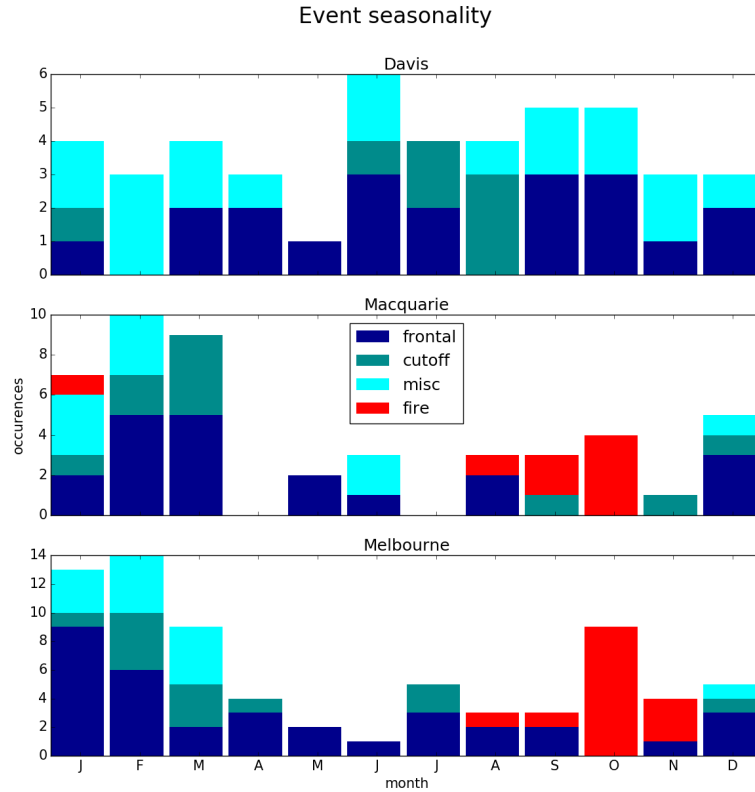 Event seasonality
Davis
6
5
4
3
2
1
0
Macquarie
10
8
6
4
2
0
occurences
frontal
cutoff
misc
fire
Melbourne
14
12
10
8
6
4
2
0
J F M A M J J A S O N D
month